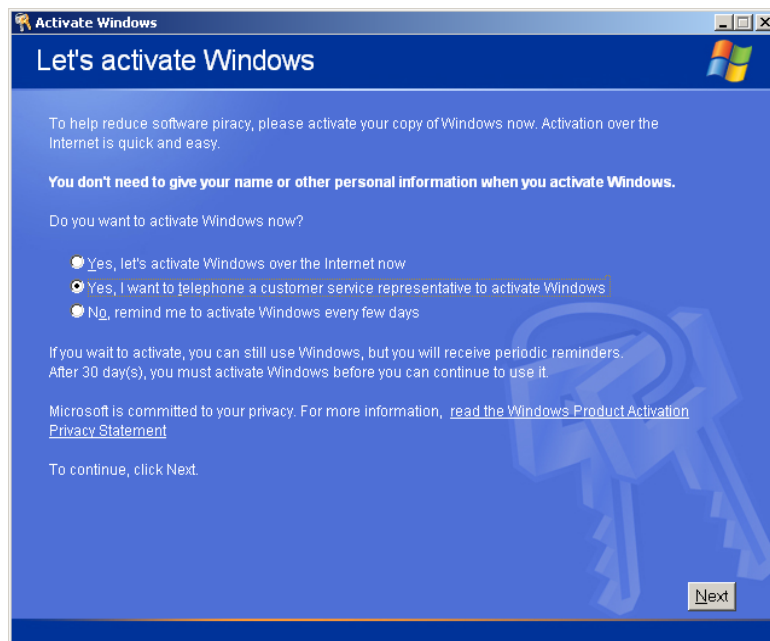 Activate Windows
Let's activate Windows
To help reduce software piracy, please activate your copy of Windows now. Activation over the
Internet is quick and easy.
You don't need to give your name or other personal information when you activate Windows.
Do you want to activate Windows now?
Yes, let's activate Windows over the Internet now
Yes, I want to telephone a customer service representative to activate Windows
No, remind me to activate Windows every few days
If you wait to activate, you can still use Windows, but you will receive periodic reminders.
After 30 day(s), you must activate Windows before you can continue to use it.
Microsoft is committed to your privacy. For more information, read the Windows Product Activation
Privacy Statement
To continue, click Next.
Next